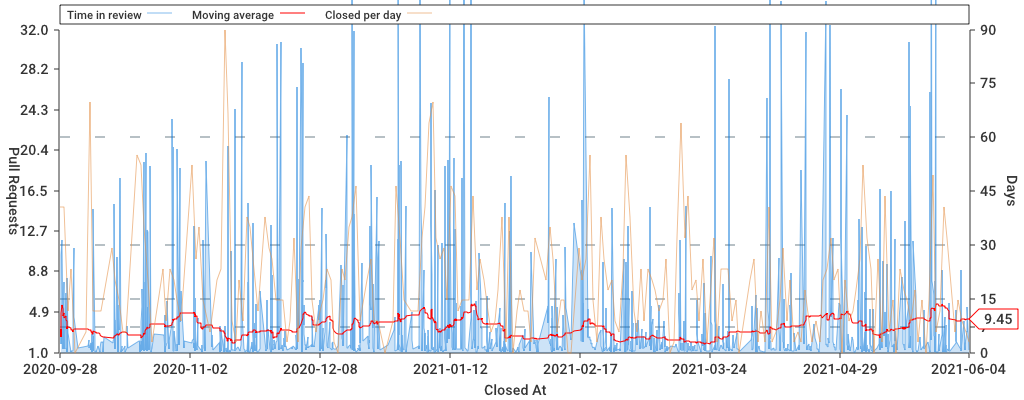 Time in review Moving average Closed per day
32.0 90
28.2 75
24.3
20.4 60
16.5 45
12.7 30
8.8
4.9 15
9.45
1.0 0
Pull Requests
Days
2020-09-28 2020-11-02 2020-12-08 2021-01-12 2021-02-17 2021-03-24 2021-04-29 2021-06-04
Closed At